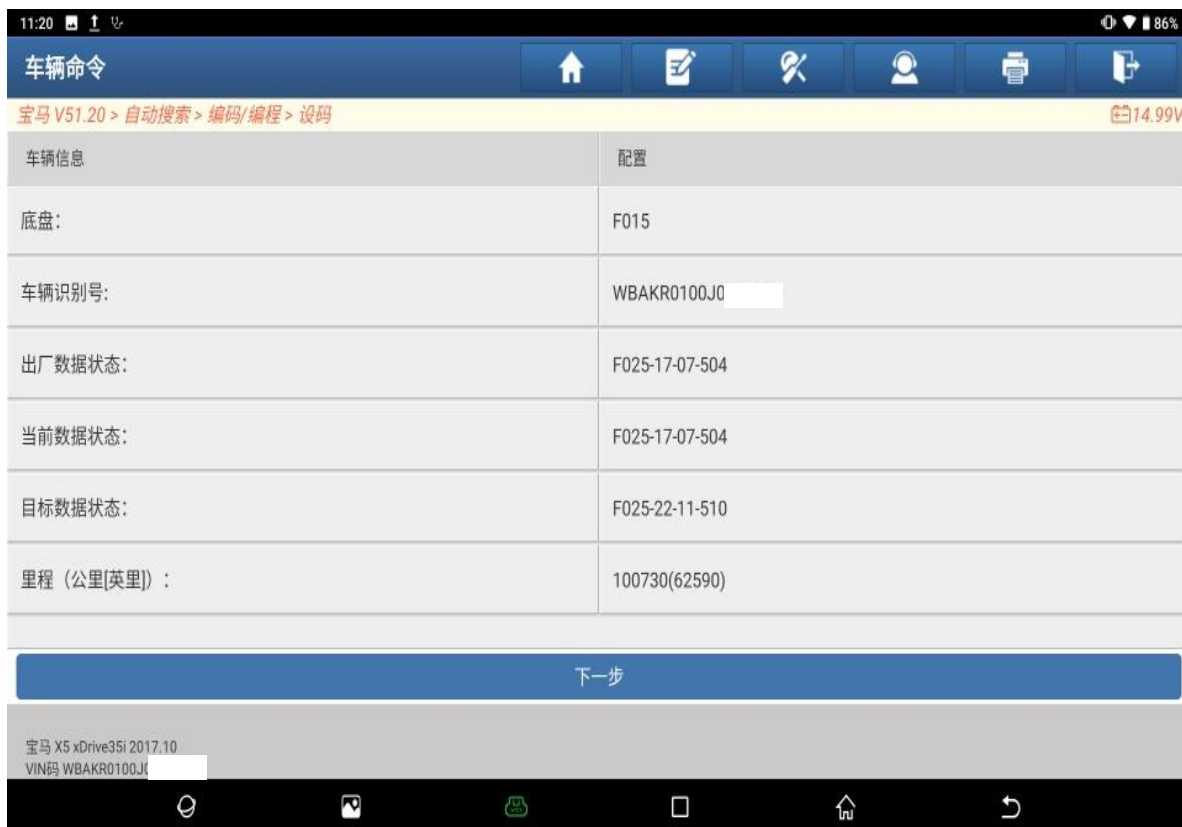 11:20 86%
车辆命令
宝马 V51.20 > 自动搜索 > 编码/编程 > 设码 14.99V
车辆信息 配置
底盘： F015
车辆识别号: WBAKR0100J0
出厂数据状态： F025-17-07-504
当前数据状态： F025-17-07-504
目标数据状态： F025-22-11-510
里程（公里[英里]）： 100730(62590)
下一步
宝马 X5 xDrive35i 2017.10
VIN码 WBAKR0100J0